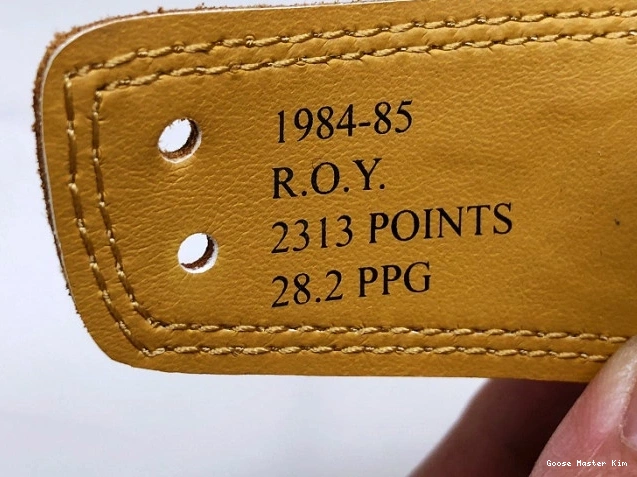 1984-85
R.O.Y.
2313 POINTS
28.2 PPG
Goose Master Kim